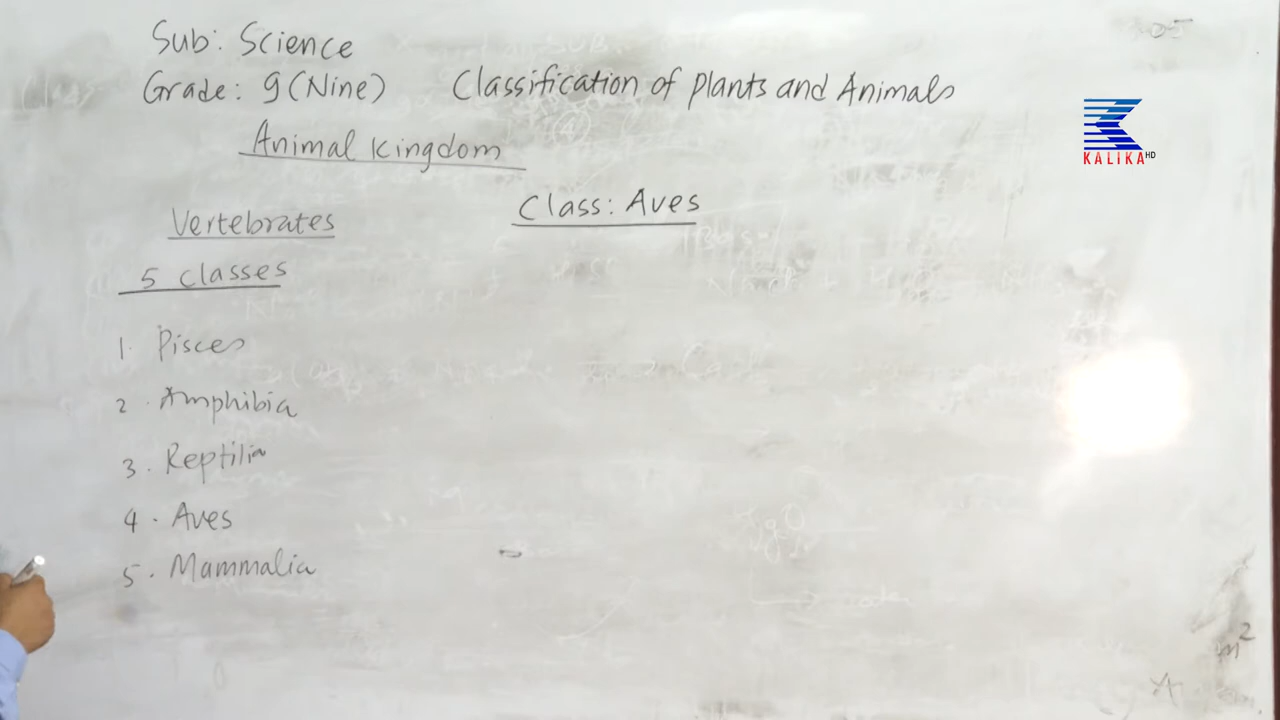 Sub: Science
Grade: 9 (Nine) Classification of Plants and Animals
Animal Kingdom
KALIKA HD
Class: Aves
Vertebrates
5 classes
1. Pisces
2. Amphibia
3. Reptilia
4. Aves
5. Mammalia
m²